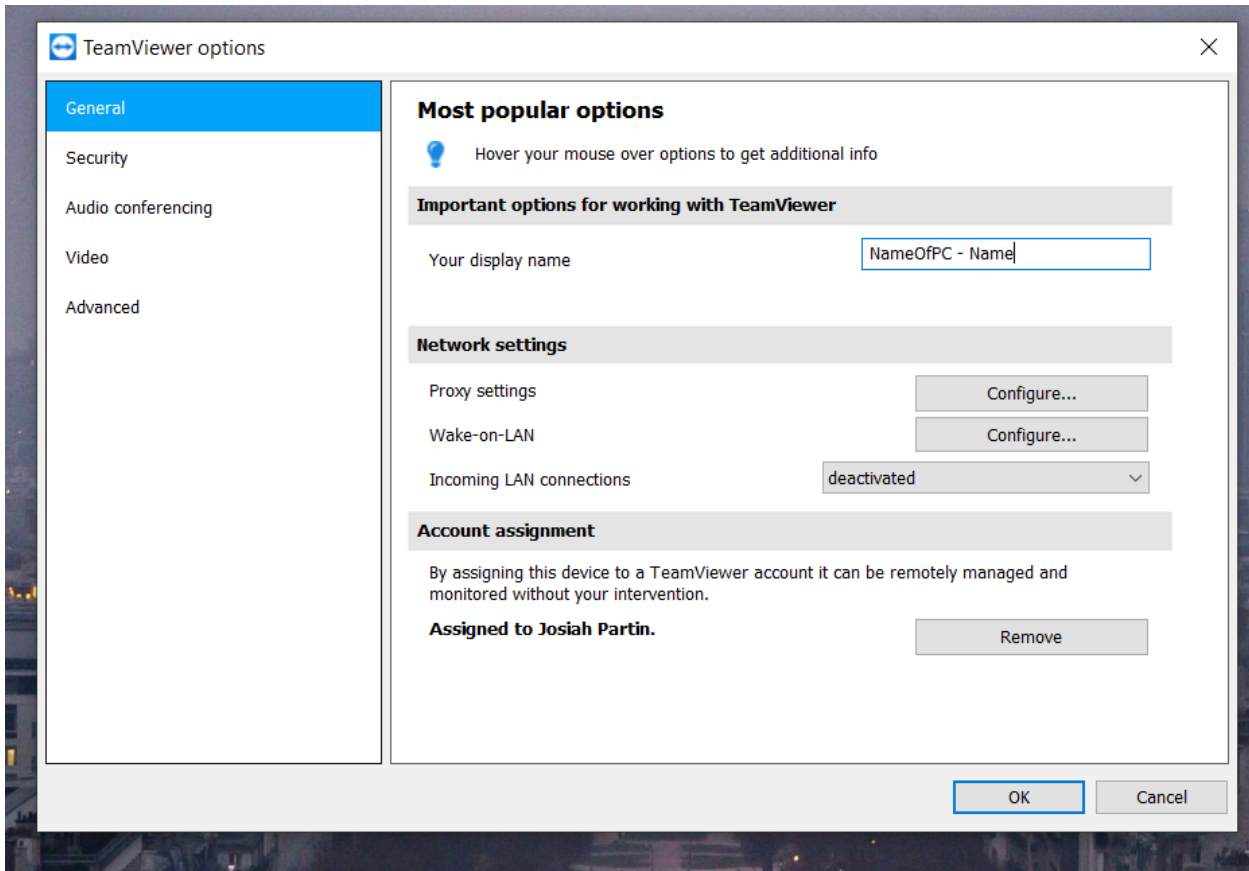 TeamViewer options
General
Security
Audio conferencing
Video
Advanced
Most popular options
Hover your mouse over options to get additional info
Important options for working with TeamViewer
Your display name NameOfPC - Name
Network settings
Proxy settings Configure...
Wake-on-LAN Configure...
Incoming LAN connections deactivated
Account assignment
By assigning this device to a TeamViewer account it can be remotely managed and
monitored without your intervention.
Assigned to Josiah Partin. Remove
OK Cancel